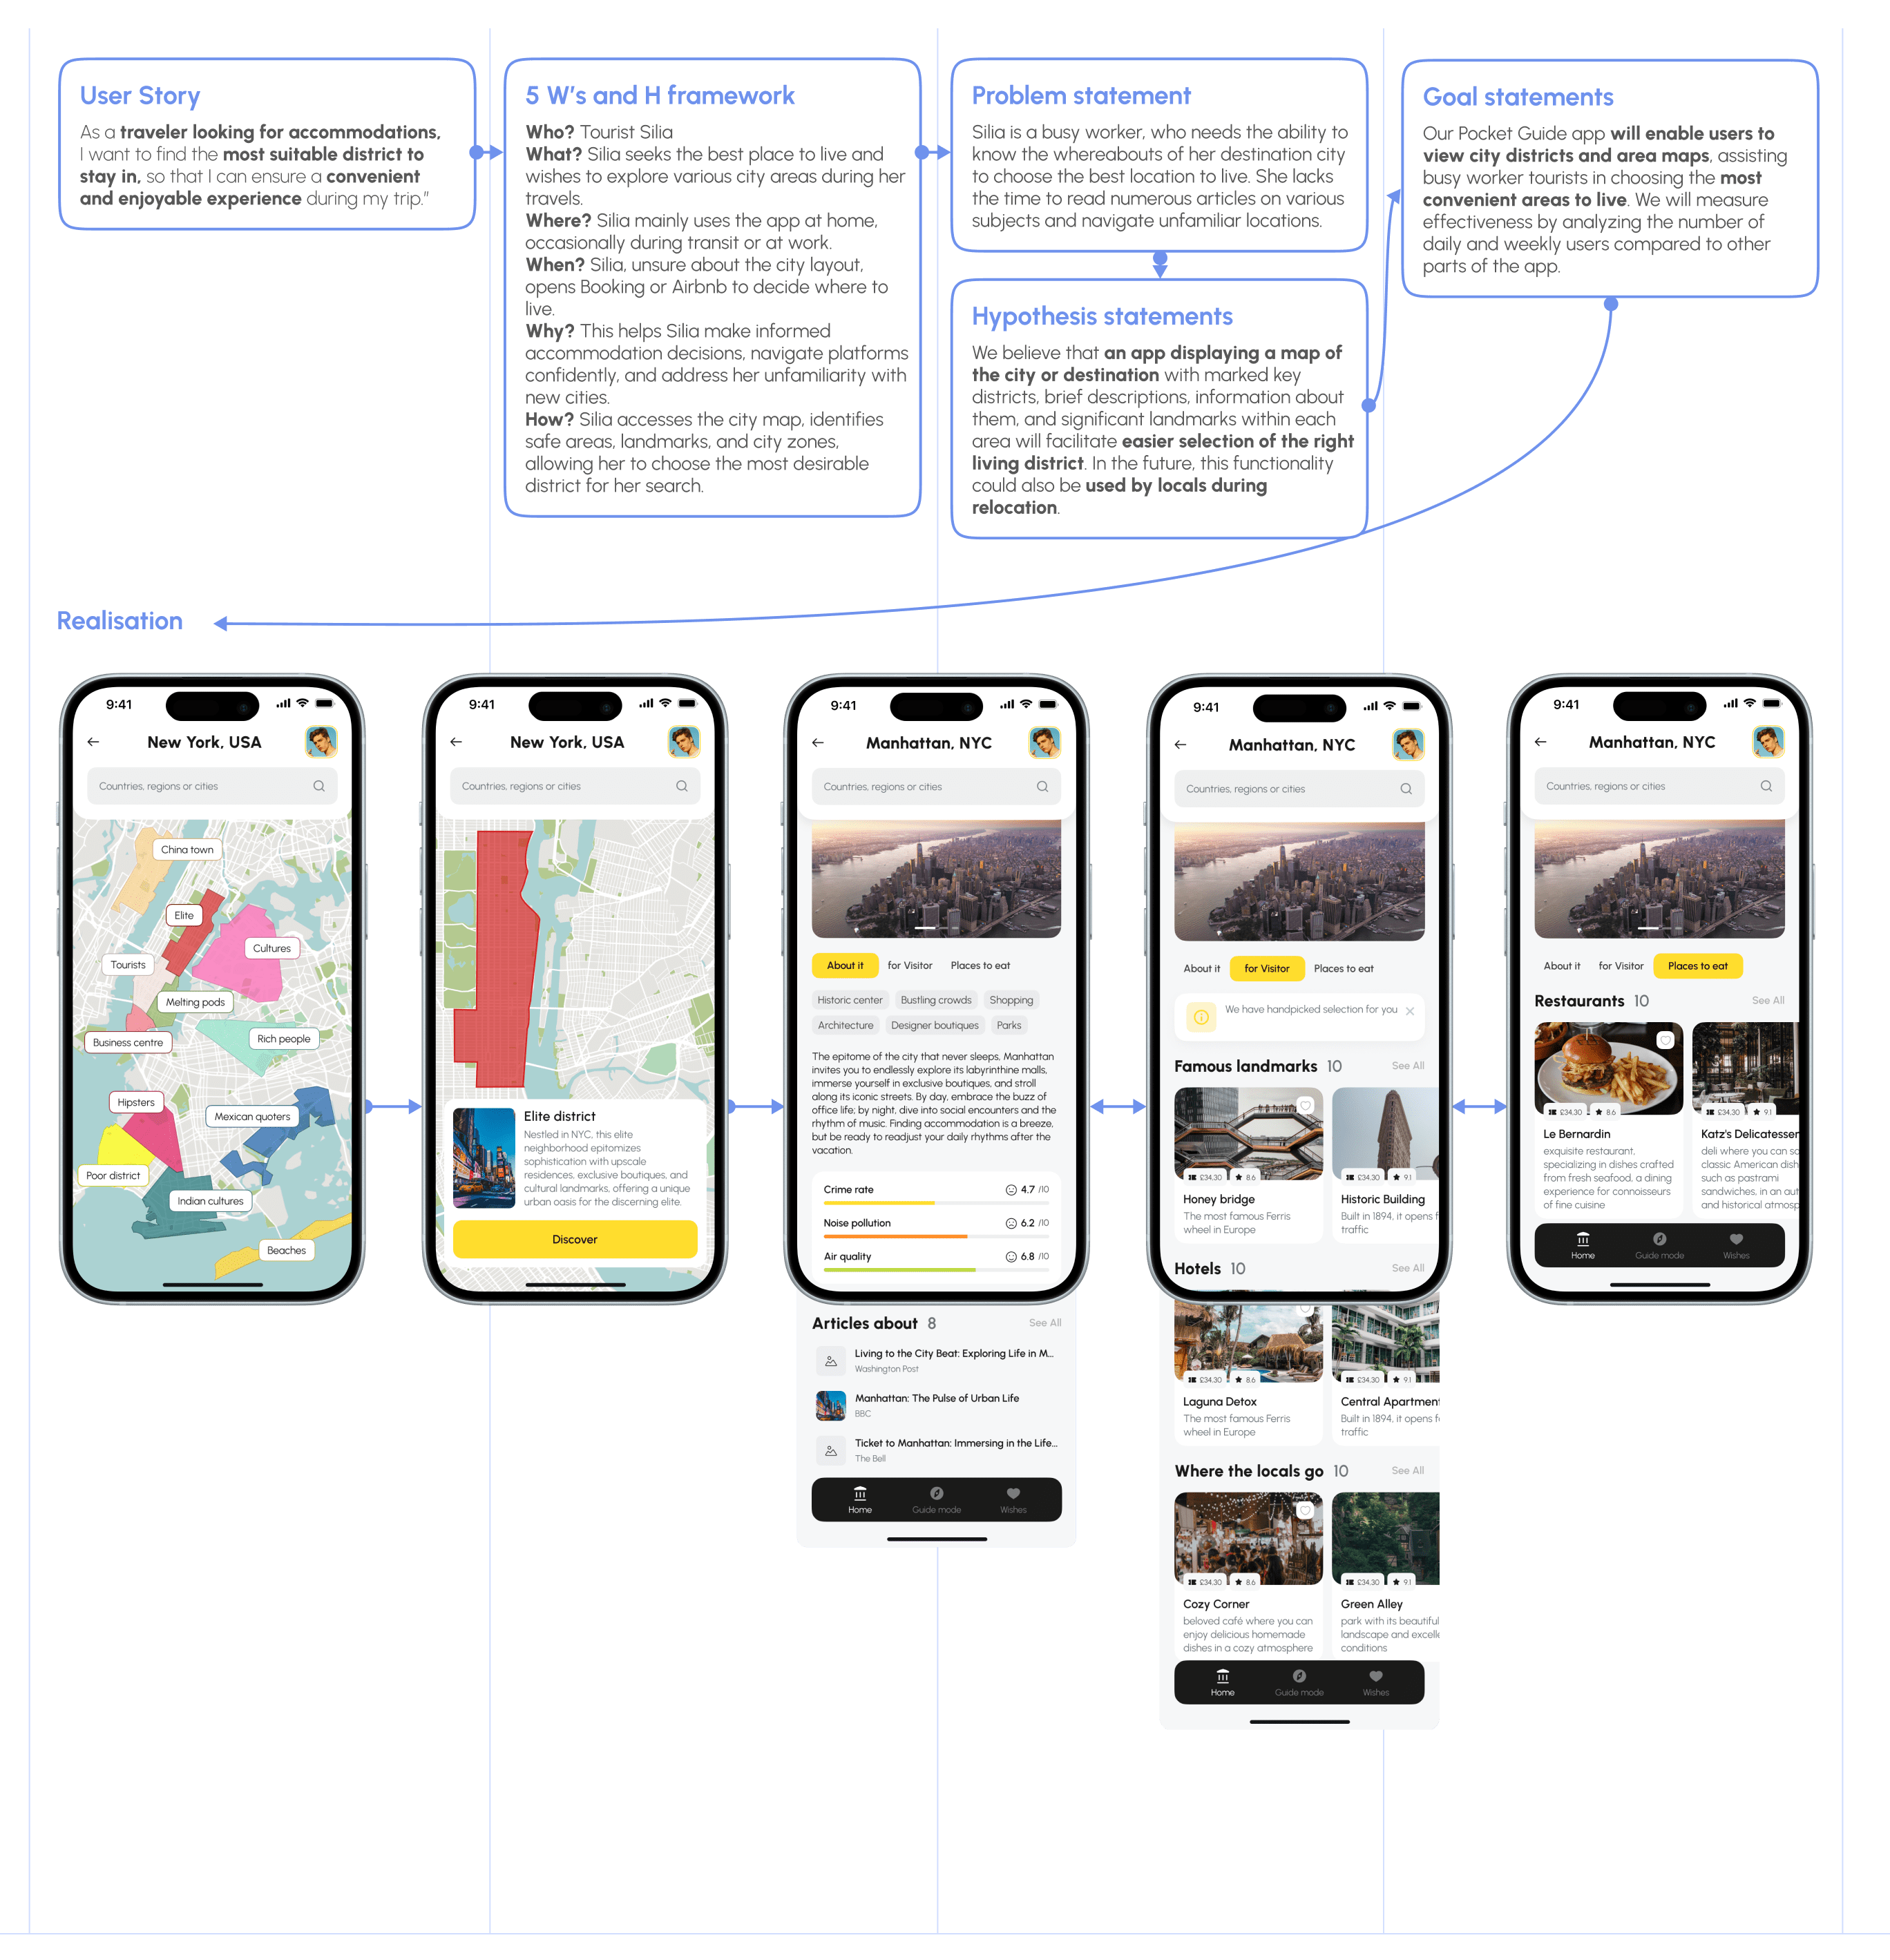 User Story
As a traveler looking for accommodations,
I want to find the most suitable district to
stay in, so that I can ensure a convenient
and enjoyable experience during my trip.”
5 W’s and H framework
Who? Tourist Silia
What? Silia seeks the best place to live and
wishes to explore various city areas during her
travels.
Where? Silia mainly uses the app at home,
occasionally during transit or at work.
When? Silia, unsure about the city layout,
opens Booking or Airbnb to decide where to
live.
Why? This helps Silia make informed
accommodation decisions, navigate platforms
confidently, and address her unfamiliarity with
new cities.
How? Silia accesses the city map, identifies
safe areas, landmarks, and city zones,
allowing her to choose the most desirable
district for her search.
Problem statement
Silia is a busy worker, who needs the ability to
know the whereabouts of her destination city
to choose the best location to live. She lacks
the time to read numerous articles on various
subjects and navigate unfamiliar locations.
Hypothesis statements
We believe that an app displaying a map of
the city or destination with marked key
districts, brief descriptions, information about
them, and significant landmarks within each
area will facilitate easier selection of the right
living district. In the future, this functionality
could also be used by locals during
relocation.
Goal statements
Our Pocket Guide app will enable users to
view city districts and area maps, assisting
busy worker tourists in choosing the most
convenient areas to live. We will measure
effectiveness by analyzing the number of
daily and weekly users compared to other
parts of the app.
Realisation
9:41
New York, USA
Countries, regions or cities
China town
Elite
Cultures
Tourists
Melting pods
Business centre
Rich people
Hipsters
Mexican quoters
Poor district
Indian cultures
Beaches
9:41
New York, USA
Countries, regions or cities
Elite district
Nestled in NYC, this elite
neighborhood epitomizes
sophistication with upscale
residences, exclusive boutiques, and
cultural landmarks, offering a unique
urban oasis for the discerning elite.
Discover
9:41
Manhattan, NYC
Countries, regions or cities
About it for Visitor Places to eat
Historic center Bustling crowds Shopping
Architecture Designer boutiques Parks
The epitome of the city that never sleeps, Manhattan
invites you to endlessly explore its labyrinthine malls,
immerse yourself in exclusive boutiques, and stroll
along its iconic streets. By day, embrace the buzz of
office life; by night, dive into social encounters and the
rhythm of music. Finding accommodation is a breeze,
but be ready to readjust your daily rhythms after the
vacation.
Crime rate 4.7 /10
Noise pollution 6.2 /10
Air quality 6.8 /10
Articles about 8 See All
Living to the City Beat: Exploring Life in M...
Washington Post
Manhattan: The Pulse of Urban Life
BBC
Ticket to Manhattan: Immersing in the Life...
The Bell
Home Guide mode Wishes
9:41
Manhattan, NYC
Countries, regions or cities
About it for Visitor Places to eat
We have handpicked selection for you
Famous landmarks 10 See All
£34.30 8.6 £34.30 9.1
Honey bridge
The most famous Ferris
wheel in Europe
Historic Building
Built in 1894, it opens f
traffic
Hotels 10 See All
£34.30 8.6 £34.30 9.1
Laguna Detox
The most famous Ferris
wheel in Europe
Central Apartment
Built in 1894, it opens f
traffic
Where the locals go 10 See All
£34.30 8.6 £34.30 9.1
Cozy Corner
beloved café where you can
enjoy delicious homemade
dishes in a cozy atmosphere
Green Alley
park with its beautiful
landscape and excelle
conditions
Home Guide mode Wishes
9:41
Manhattan, NYC
Countries, regions or cities
About it for Visitor Places to eat
Restaurants 10 See All
£34.30 8.6 £34.30 9.1
Le Bernardin
exquisite restaurant,
specializing in dishes crafted
from fresh seafood, a dining
experience for connoisseurs
of fine cuisine
Katz's Delicatessen
deli where you can sa
classic American dish
such as pastrami
sandwiches, in an aut
and historical atmosp
Home Guide mode Wishes